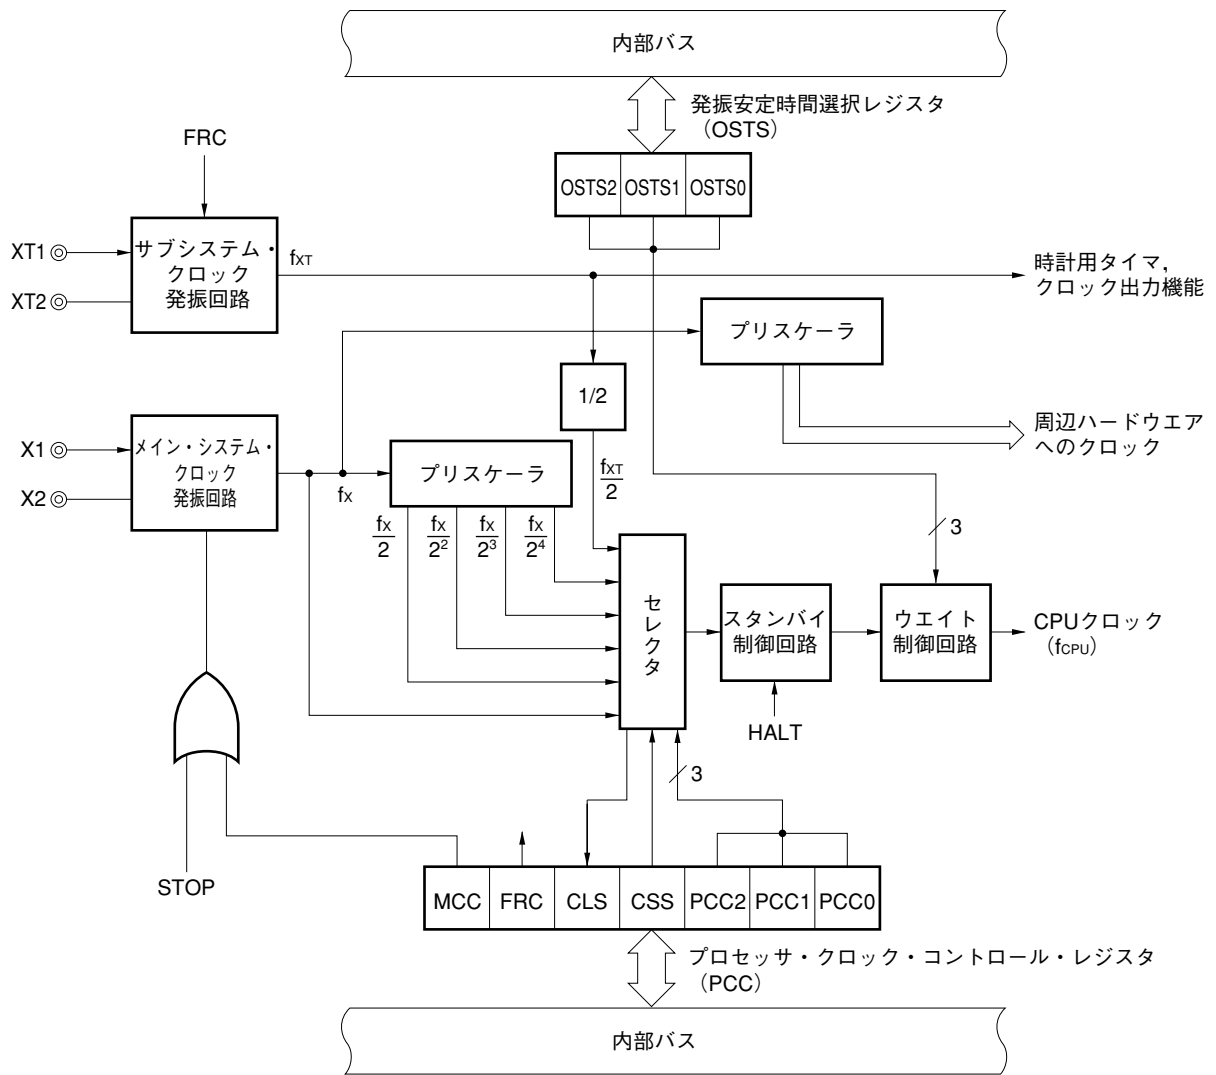 内部バス
発振安定時間選択レジスタ
（OSTS）
FRC
OSTS2 OSTS1 OSTS0
XT1
XT2
サブシステム・
クロック
発振回路
fXT
時計用タイマ，
クロック出力機能
プリスケーラ
1/2
X1
X2
メイン・システム・
クロック
発振回路
fX
プリスケーラ
fXT
2
周辺ハードウエア
へのクロック
fX
2
fX
2²
fX
2³
fX
2⁴
3
セレクタ
スタンバイ
制御回路
ウエイト
制御回路
CPUクロック
（fCPU）
HALT
3
STOP
MCC FRC CLS CSS PCC2 PCC1 PCC0
プロセッサ・クロック・コントロール・レジスタ
（PCC）
内部バス